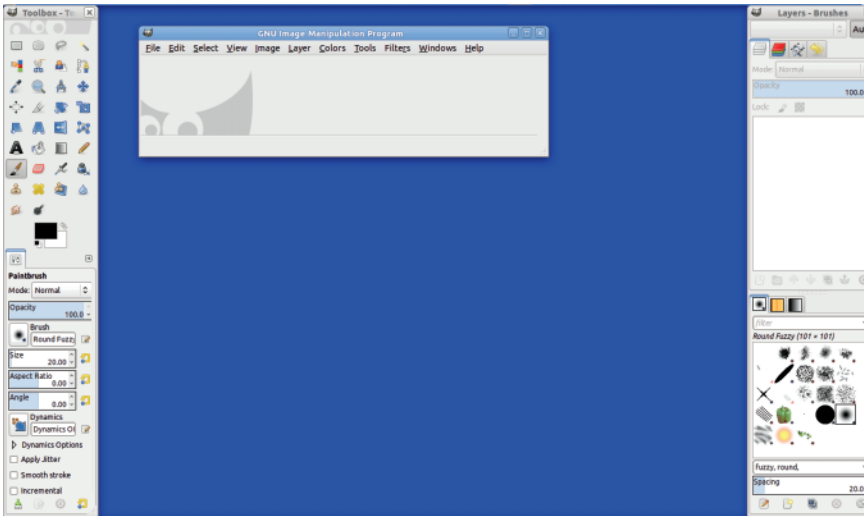 Toolbox - To
GNU Image Manipulation Program
File Edit Select View Image Layer Colors Tools Filters Windows Help
Paintbrush
Mode: Normal
Opacity
100.0
Brush
Round Fuzz
Size
20.00
Aspect Ratio
0.00
Angle
0.00
Dynamics
Dynamics Of
Dynamics Options
Apply Jitter
Smooth stroke
Incremental
Layers - Brushes
Au
Mode: Normal
Opacity
100.0
Lock:
filter
Round Fuzzy (101 × 101)
fuzzy, round,
Spacing
20.0